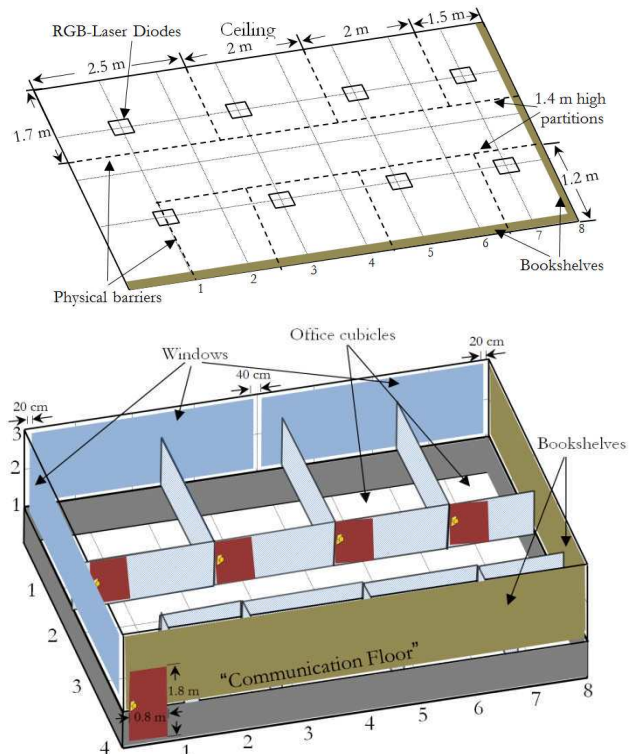 RGB-Laser Diodes
Ceiling
2.5 m
2 m
2 m
1.5 m
1.7 m
1.4 m high
partitions
1.2 m
Physical barriers
1 2 3 4 5 6 7 8
Bookshelves
Office cubicles
Windows
20 cm
40 cm
20 cm
Bookshelves
3
2
1
1
2
3
4
"Communication Floor"
1.8 m
0.8 m
1 2 3 4 5 6 7 8